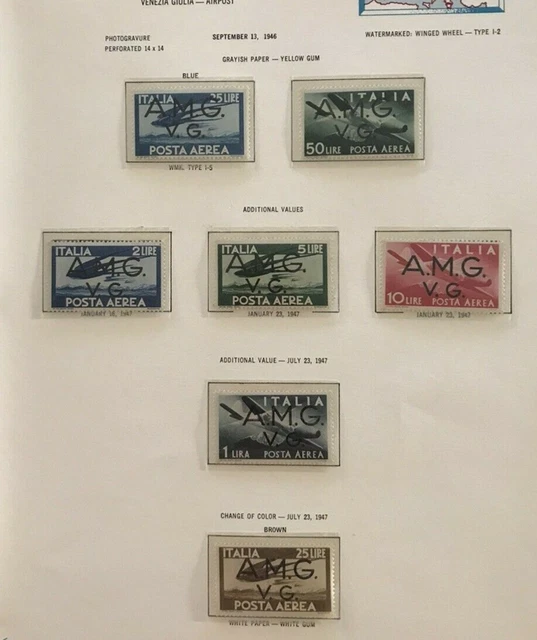 VENEZIA GIULIA — AIRPOST
PHOTOGRAVURE
PERFORATED 14 x 14
SEPTEMBER 13, 1946
WATERMARKED: WINGED WHEEL — TYPE 1-2
GRAYISH PAPER — YELLOW GUM
BLUE
ITALIA 25 LIRE
A.M.G.
V.G.
POSTA AEREA
WMK. TYPE 1-5
ITALIA
A.M.G.
V.G.
50 LIRE POSTA AEREA
ADDITIONAL VALUES
ITALIA 2 LIRE
A.M.G.
V.G.
POSTA AEREA
1947
ITALIA 5 LIRE
A.M.G.
V.G.
POSTA AEREA
JANUARY 23, 1947
ITALIA
A.M.G.
V.G.
10 LIRE POSTA AEREA
JANUARY 23, 1947
ADDITIONAL VALUE — JULY 23, 1947
ITALIA
A.M.G.
V.G.
1 LIRA POSTA AEREA
CHANGE OF COLOR — JULY 23, 1947
BROWN
ITALIA 25 LIRE
A.M.G.
V.G.
POSTA AEREA
WHITE PAPER — WHITE GUM